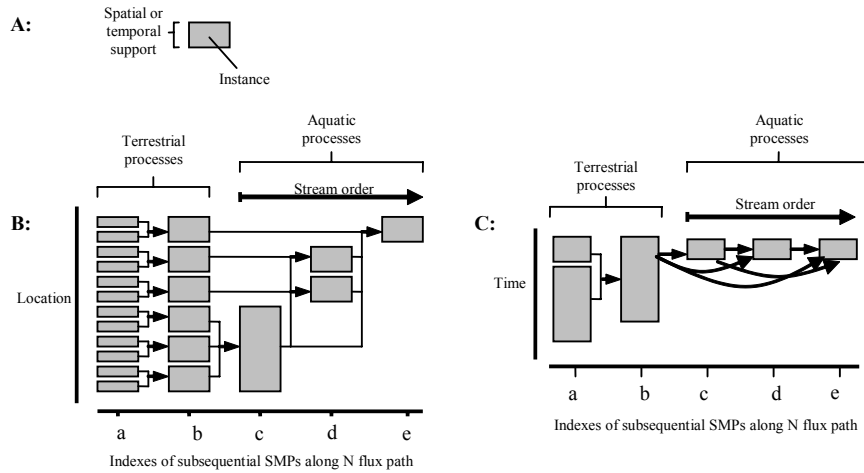 A:
Spatial or
temporal
support
Instance
Aquatic
processes
Terrestrial
processes
Stream order
B:
Location
a b c d e
Indexes of subsequential SMPs along N flux path
Aquatic
processes
Terrestrial
processes
Stream order
C:
Time
a b c d e
Indexes of subsequential SMPs along N flux path